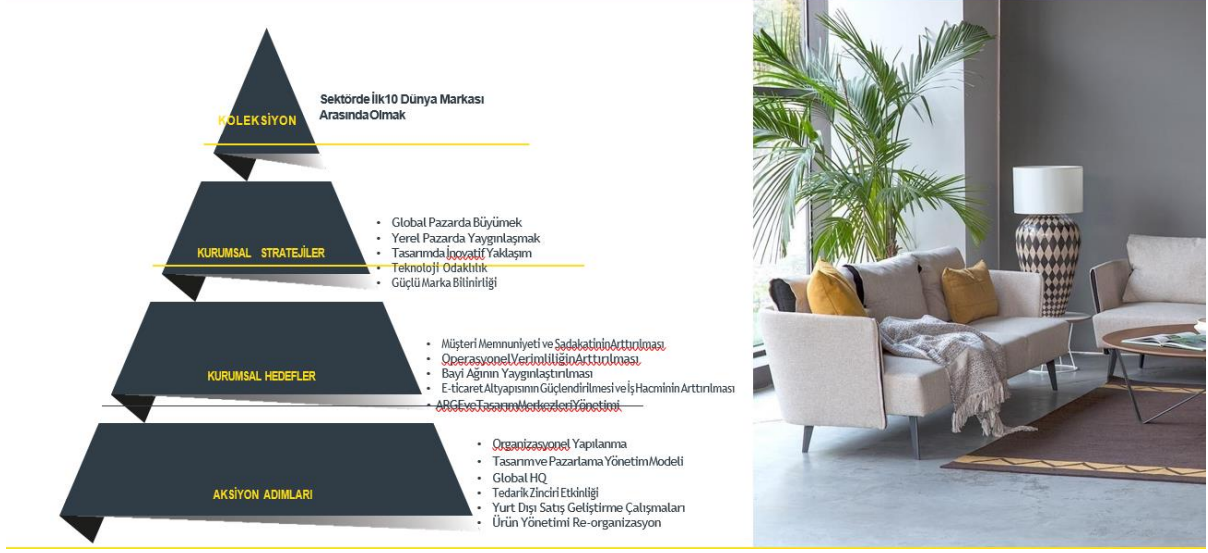 KOLEKSİYON
Sektörde İlk10 Dünya Markası
Arasında Olmak
KURUMSAL STRATEJİLER
• Global Pazarda Büyümek
• Yerel Pazarda Yaygınlaşmak
• Tasarımda İnovatif Yaklaşım
• Teknoloji Odaklılık
• Güçlü Marka Bilinirliği
KURUMSAL HEDEFLER
• Müşteri Memnuniyeti ve Sadakatinin Arttırılması
• Operasyonel Verimliliğin Arttırılması
• Bayi Ağının Yaygınlaştırılması
• E-ticaret Altyapısının Güçlendirilmesi ve İş Hacminin Arttırılması
• ARGE ve Tasarım Merkezleri Yönetimi
AKSİYON ADIMLARI
• Organizasyonel Yapılanma
• Tasarım ve Pazarlama Yönetim Modeli
• Global HQ
• Tedarik Zinciri Etkinliği
• Yurt Dışı Satış Geliştirme Çalışmaları
• Ürün Yönetimi Re-organizasyon